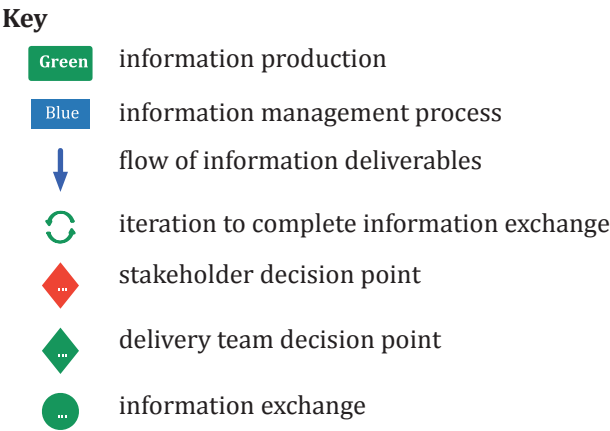 Key
Green information production
Blue information management process
flow of information deliverables
iteration to complete information exchange
... stakeholder decision point
... delivery team decision point
... information exchange